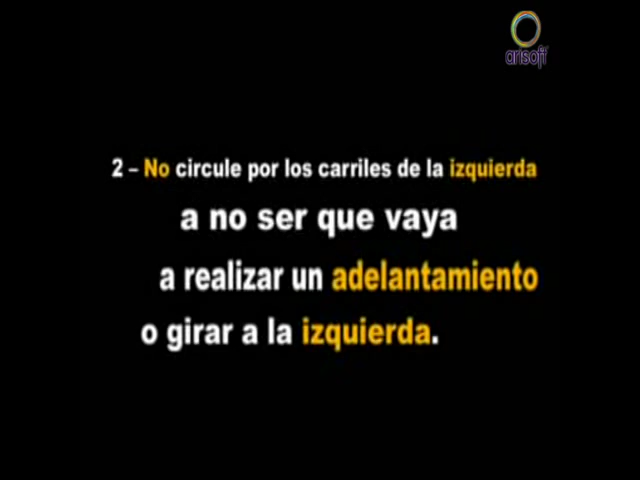 arisoft
2 – No circule por los carriles de la izquierda
a no ser que vaya
a realizar un adelantamiento
o girar a la izquierda.